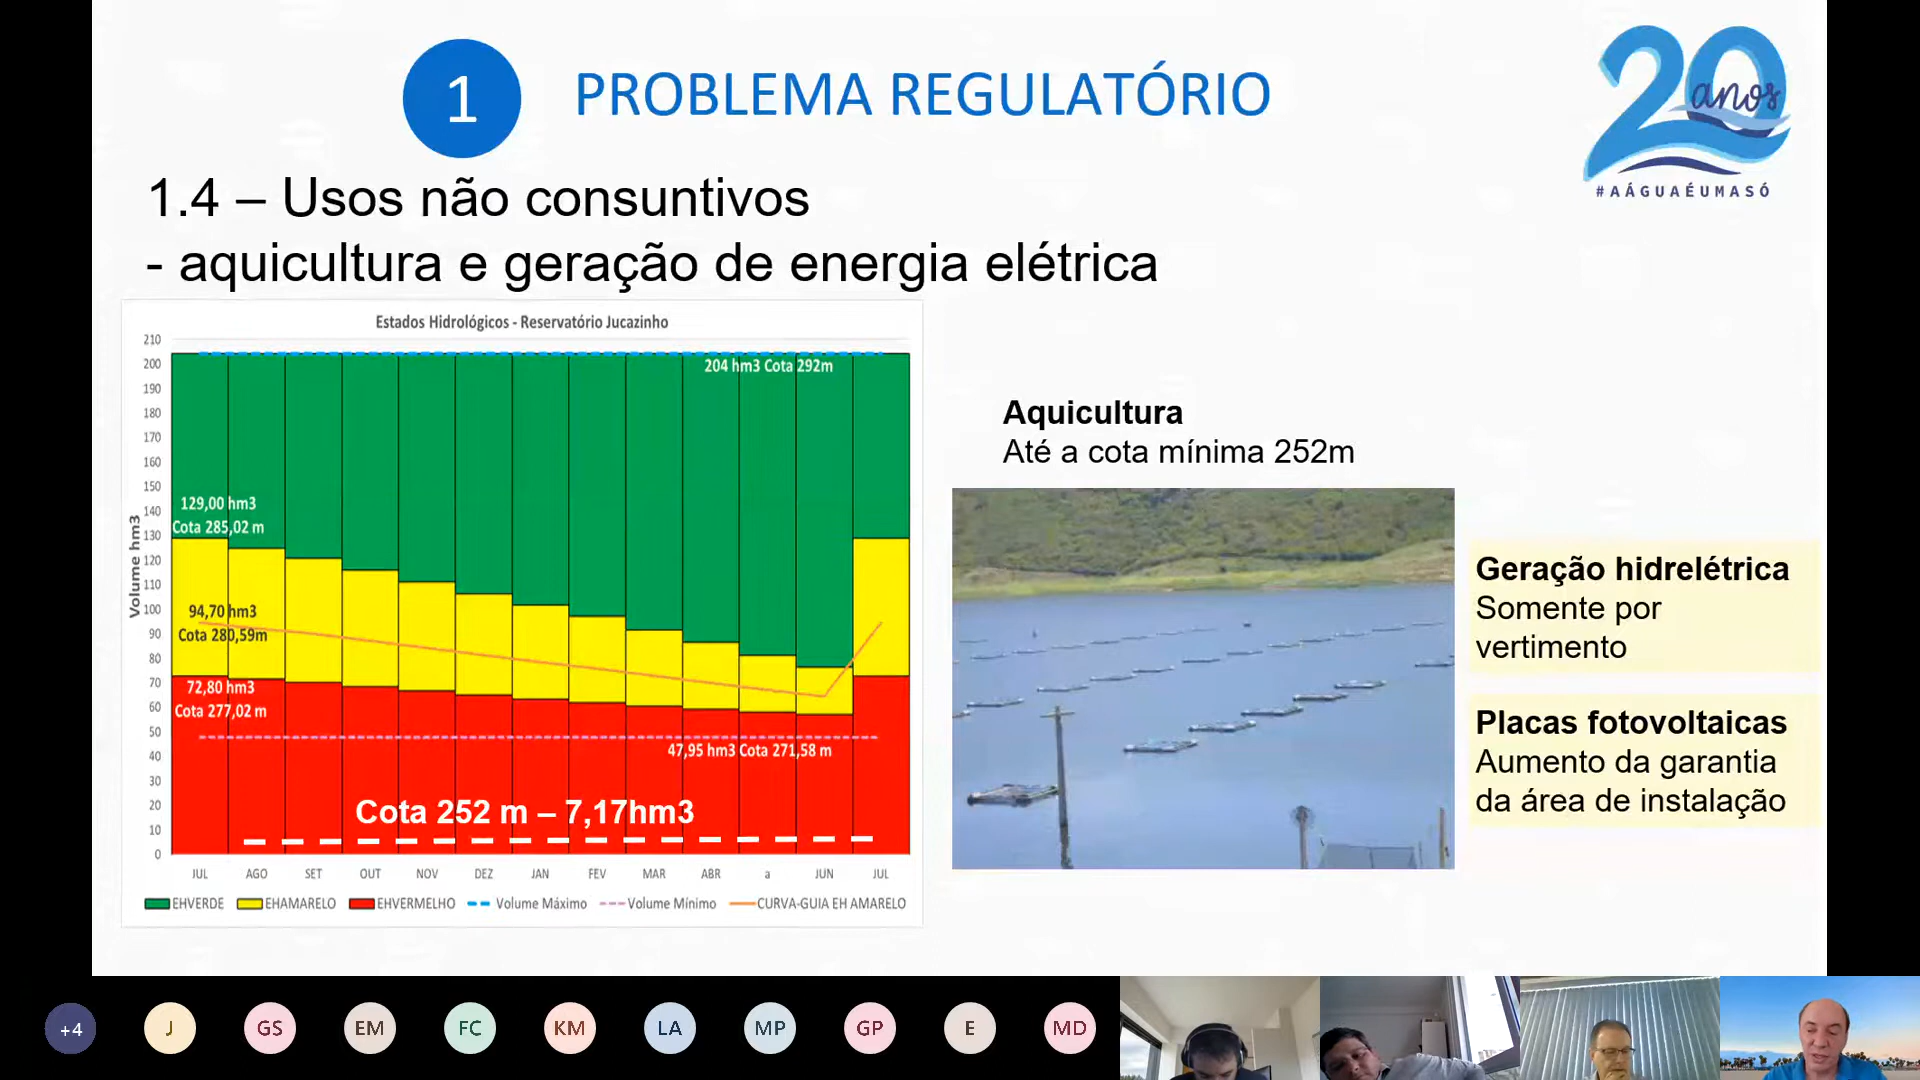 1
PROBLEMA REGULATÓRIO
20 anos
#AÁGUAÉUMASÓ
1.4 – Usos não consuntivos
- aquicultura e geração de energia elétrica
Estados Hidrológicos - Reservatório Jucazinho
Volume hm3
210
200
190
180
170
160
150
140
130
120
110
100
90
80
70
60
50
40
30
20
10
0
204 hm3 Cota 292m
129,00 hm3
Cota 285,02 m
94,70 hm3
Cota 280,59m
72,80 hm3
Cota 277,02 m
47,95 hm3 Cota 271,58 m
Cota 252 m – 7,17hm3
JUL AGO SET OUT NOV DEZ JAN FEV MAR ABR a JUN JUL
EHVERDE EHAMARELO EHVERMELHO Volume Máximo Volume Mínimo CURVA-GUIA EH AMARELO
Aquicultura
Até a cota mínima 252m
Geração hidrelétrica
Somente por
vertimento
Placas fotovoltaicas
Aumento da garantia
da área de instalação
+4 J GS EM FC KM LA MP GP E MD